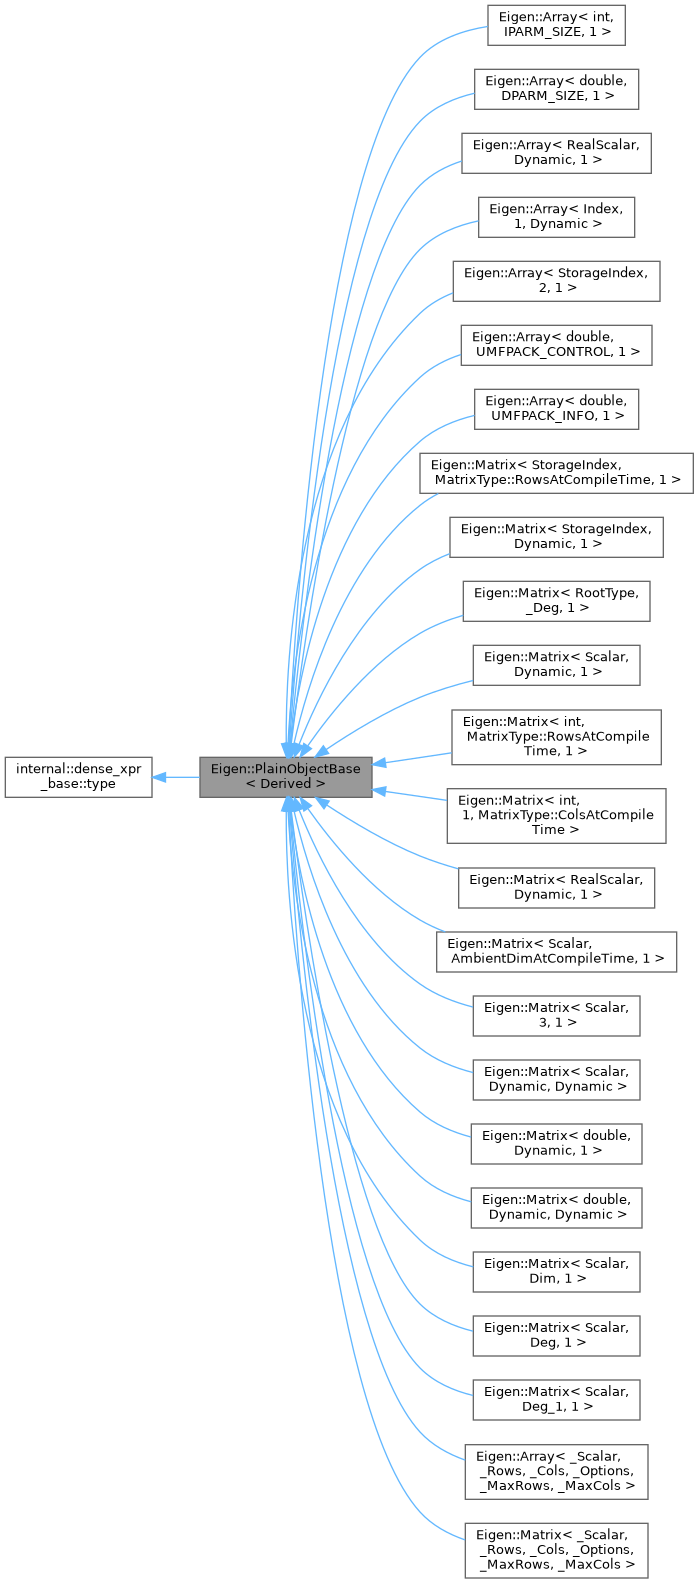 Eigen::Array< int,
IPARM_SIZE, 1 >
Eigen::Array< double,
DPARM_SIZE, 1 >
Eigen::Array< RealScalar,
Dynamic, 1 >
Eigen::Array< Index,
1, Dynamic >
Eigen::Array< StorageIndex,
2, 1 >
Eigen::Array< double,
UMFPACK_CONTROL, 1 >
Eigen::Array< double,
UMFPACK_INFO, 1 >
Eigen::Matrix< StorageIndex,
MatrixType::RowsAtCompileTime, 1 >
Eigen::Matrix< StorageIndex,
Dynamic, 1 >
Eigen::Matrix< RootType,
_Deg, 1 >
Eigen::Matrix< Scalar,
Dynamic, 1 >
Eigen::Matrix< int,
MatrixType::RowsAtCompile
Time, 1 >
internal::dense_xpr
_base::type
Eigen::PlainObjectBase
< Derived >
Eigen::Matrix< int,
1, MatrixType::ColsAtCompile
Time >
Eigen::Matrix< RealScalar,
Dynamic, 1 >
Eigen::Matrix< Scalar,
AmbientDimAtCompileTime, 1 >
Eigen::Matrix< Scalar,
3, 1 >
Eigen::Matrix< Scalar,
Dynamic, Dynamic >
Eigen::Matrix< double,
Dynamic, 1 >
Eigen::Matrix< double,
Dynamic, Dynamic >
Eigen::Matrix< Scalar,
Dim, 1 >
Eigen::Matrix< Scalar,
Deg, 1 >
Eigen::Matrix< Scalar,
Deg_1, 1 >
Eigen::Array< _Scalar,
_Rows, _Cols, _Options,
_MaxRows, _MaxCols >
Eigen::Matrix< _Scalar,
_Rows, _Cols, _Options,
_MaxRows, _MaxCols >